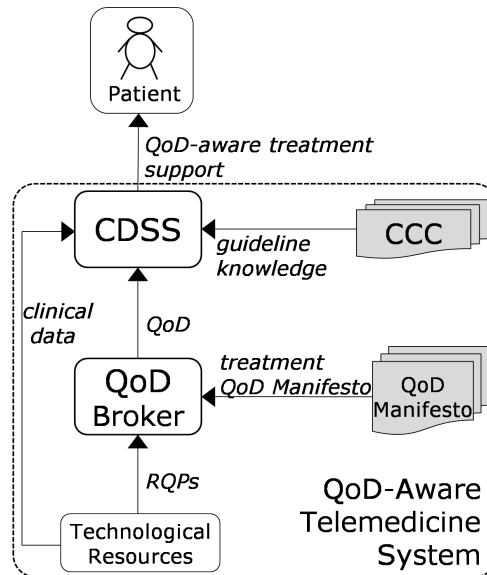 Patient
QoD-aware treatment
support
CDSS
CCC
guideline
knowledge
clinical
data
QoD
treatment
QoD Manifesto
QoD
Broker
QoD
Manifesto
RQPs
Technological
Resources
QoD-Aware
Telemedicine
System